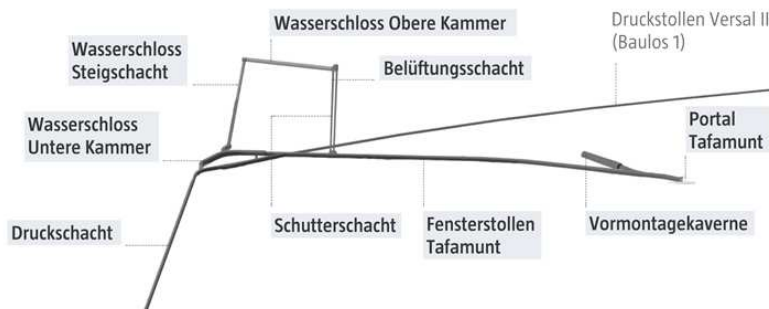 Wasserschloss Obere Kammer
Druckstollen Versal II
(Baulos 1)
Wasserschloss
Steigschacht
Belüftungsschacht
Wasserschloss
Untere Kammer
Portal
Tafamunt
Druckschacht
Schutterschacht
Fensterstollen
Tafamunt
Vormontagekaverne